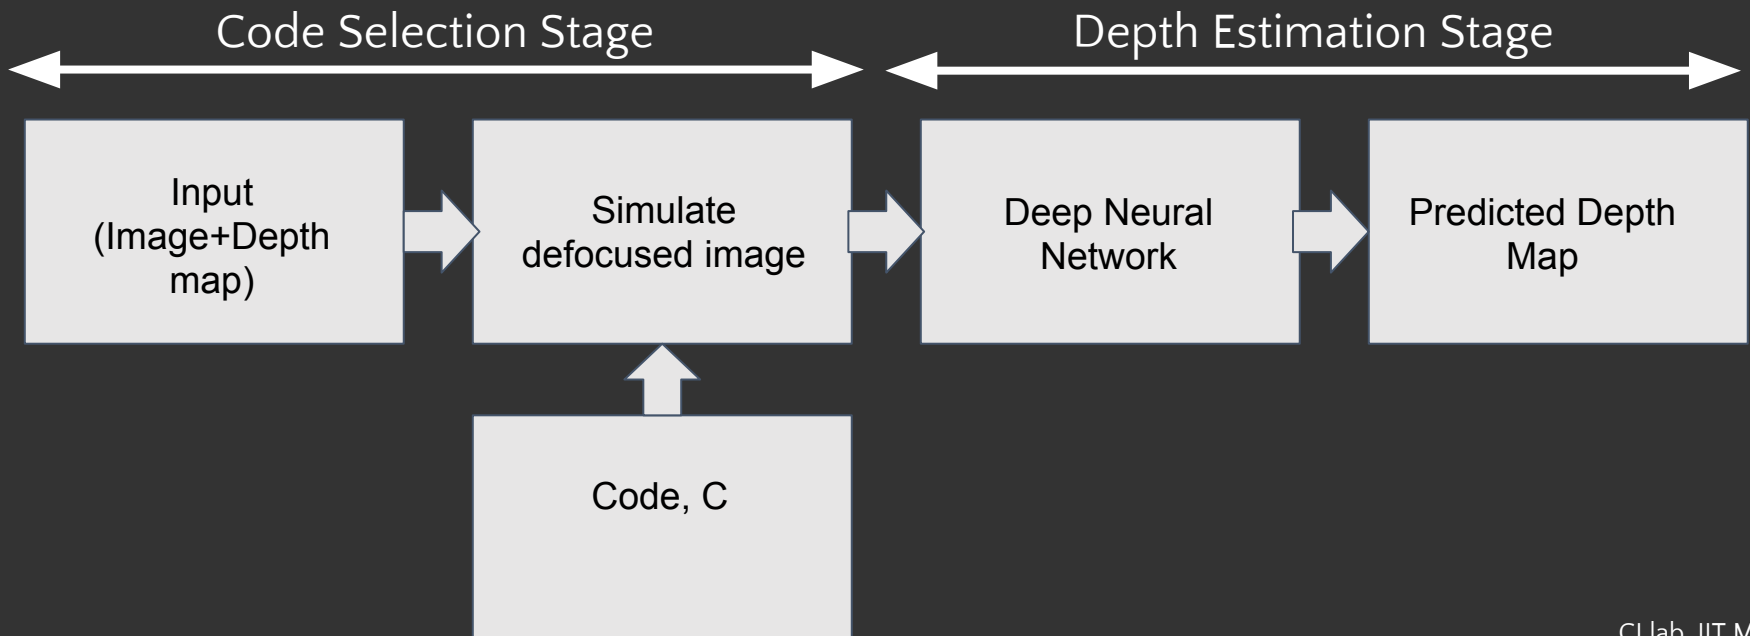 Code Selection Stage
Depth Estimation Stage
Input
(Image+Depth
map)
Simulate
defocused image
Deep Neural
Network
Predicted Depth
Map
Code, C